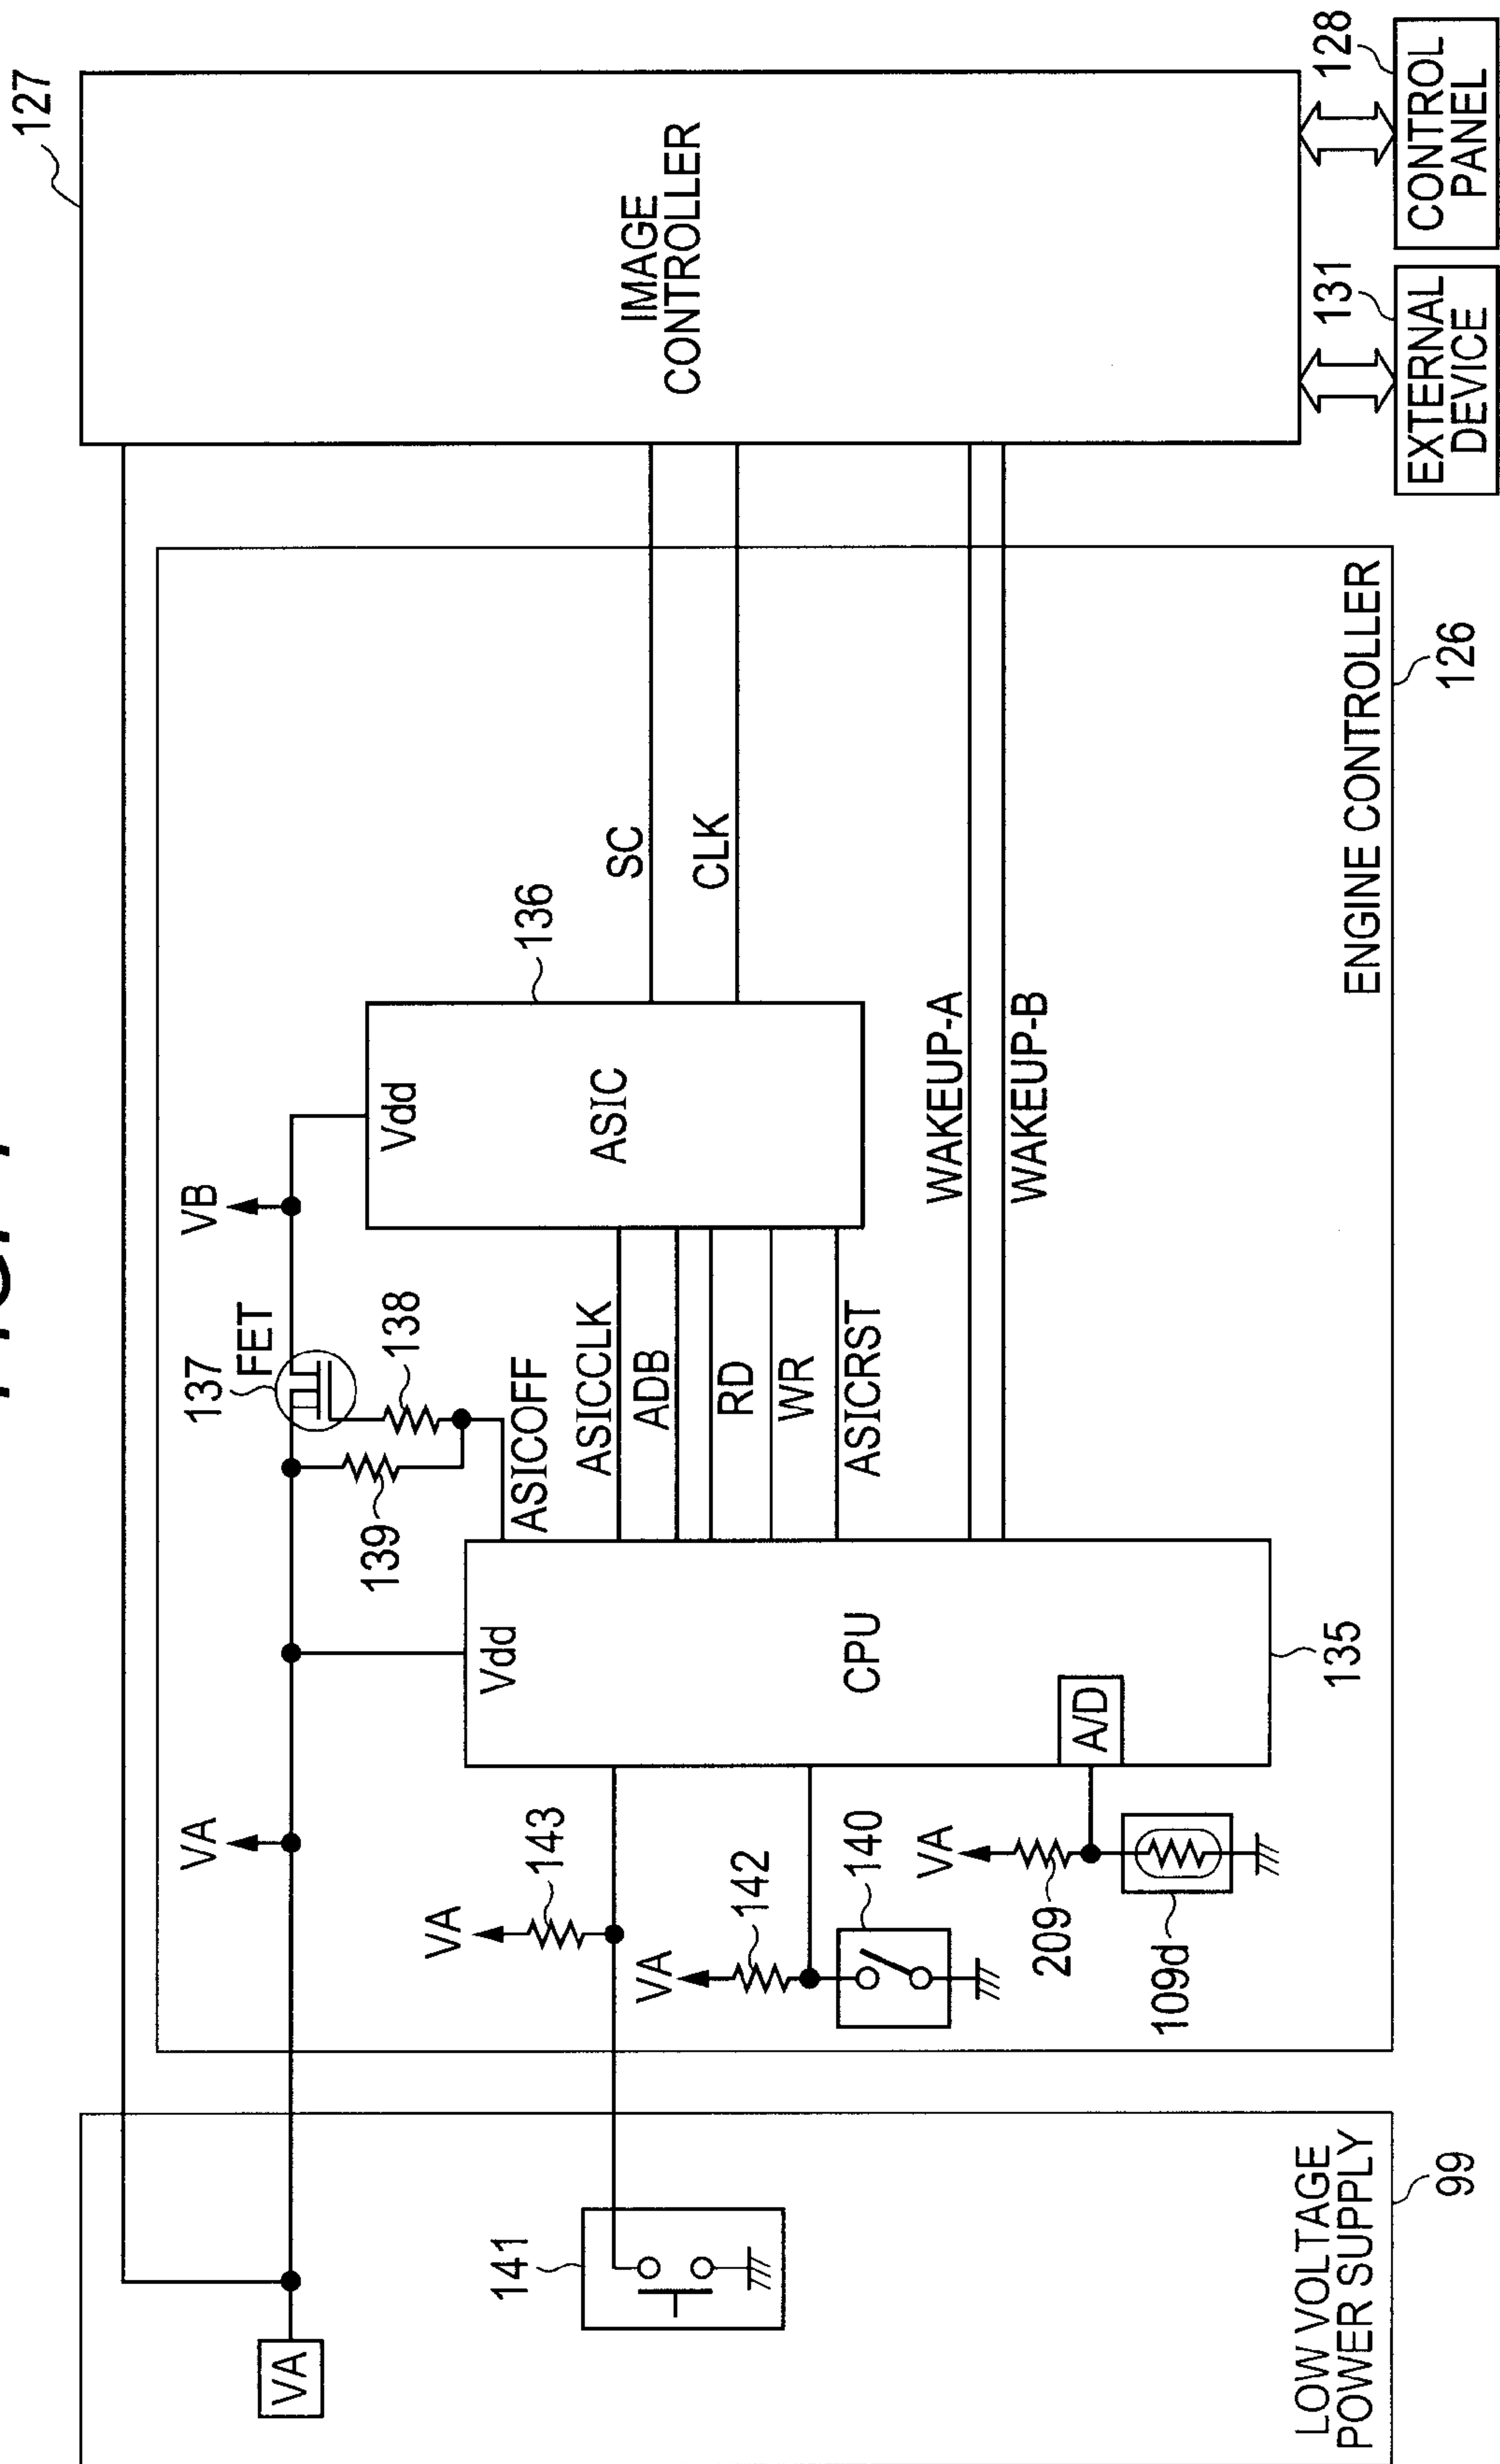 127
IMAGE
CONTROLLER
128
CONTROL
PANEL
131
EXTERNAL
DEVICE
SC
CLK
136
Vdd
ASIC
VB
WAKEUP-A
WAKEUP-B
ENGINE CONTROLLER
126
137
FET
138
139
ASICOFF
ASICCLK
ADB
RD
WR
ASICRST
Vdd
CPU
A/D
135
VA
VA
143
VA
142
140
VA
209
109d
VA
141
LOW VOLTAGE
POWER SUPPLY
99